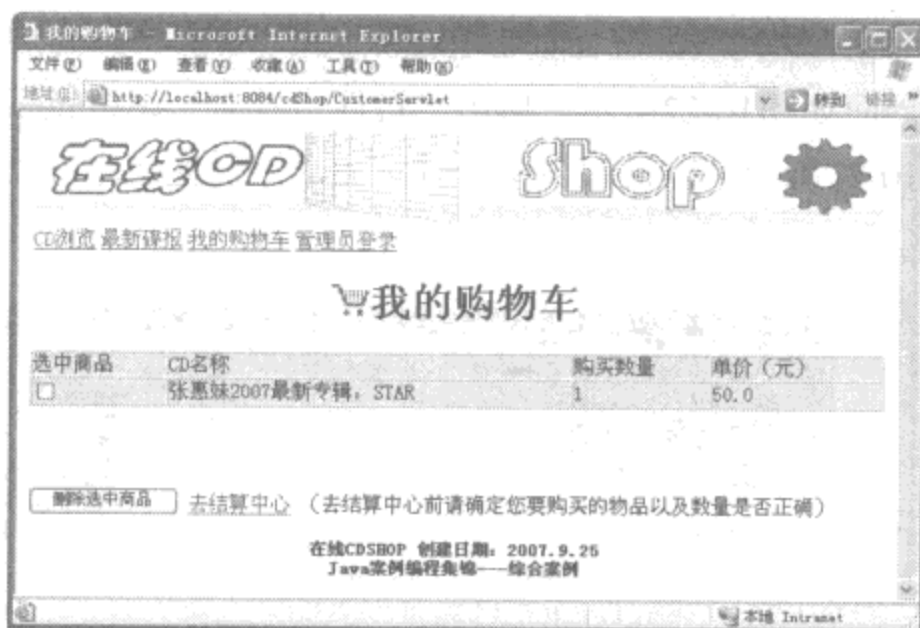 我的购物车 - Microsoft Internet Explorer
文件(F) 编辑(E) 查看(V) 收藏(A) 工具(T) 帮助(H)
地址(D) http://localhost:8084/cdShop/CustomerServlet 转到 链接 »
在线CD Shop
CD浏览 最新碟报 我的购物车 管理员登录
我的购物车
选中商品 CD名称 购买数量 单价（元）
张惠妹2007最新专辑：STAR 1 50.0
删除选中商品 去结算中心 （去结算中心前请确定您要购买的物品以及数量是否正确）
在线CDSHOP 创建日期：2007.9.25
Java案例编程集锦---综合案例
本地 Intranet